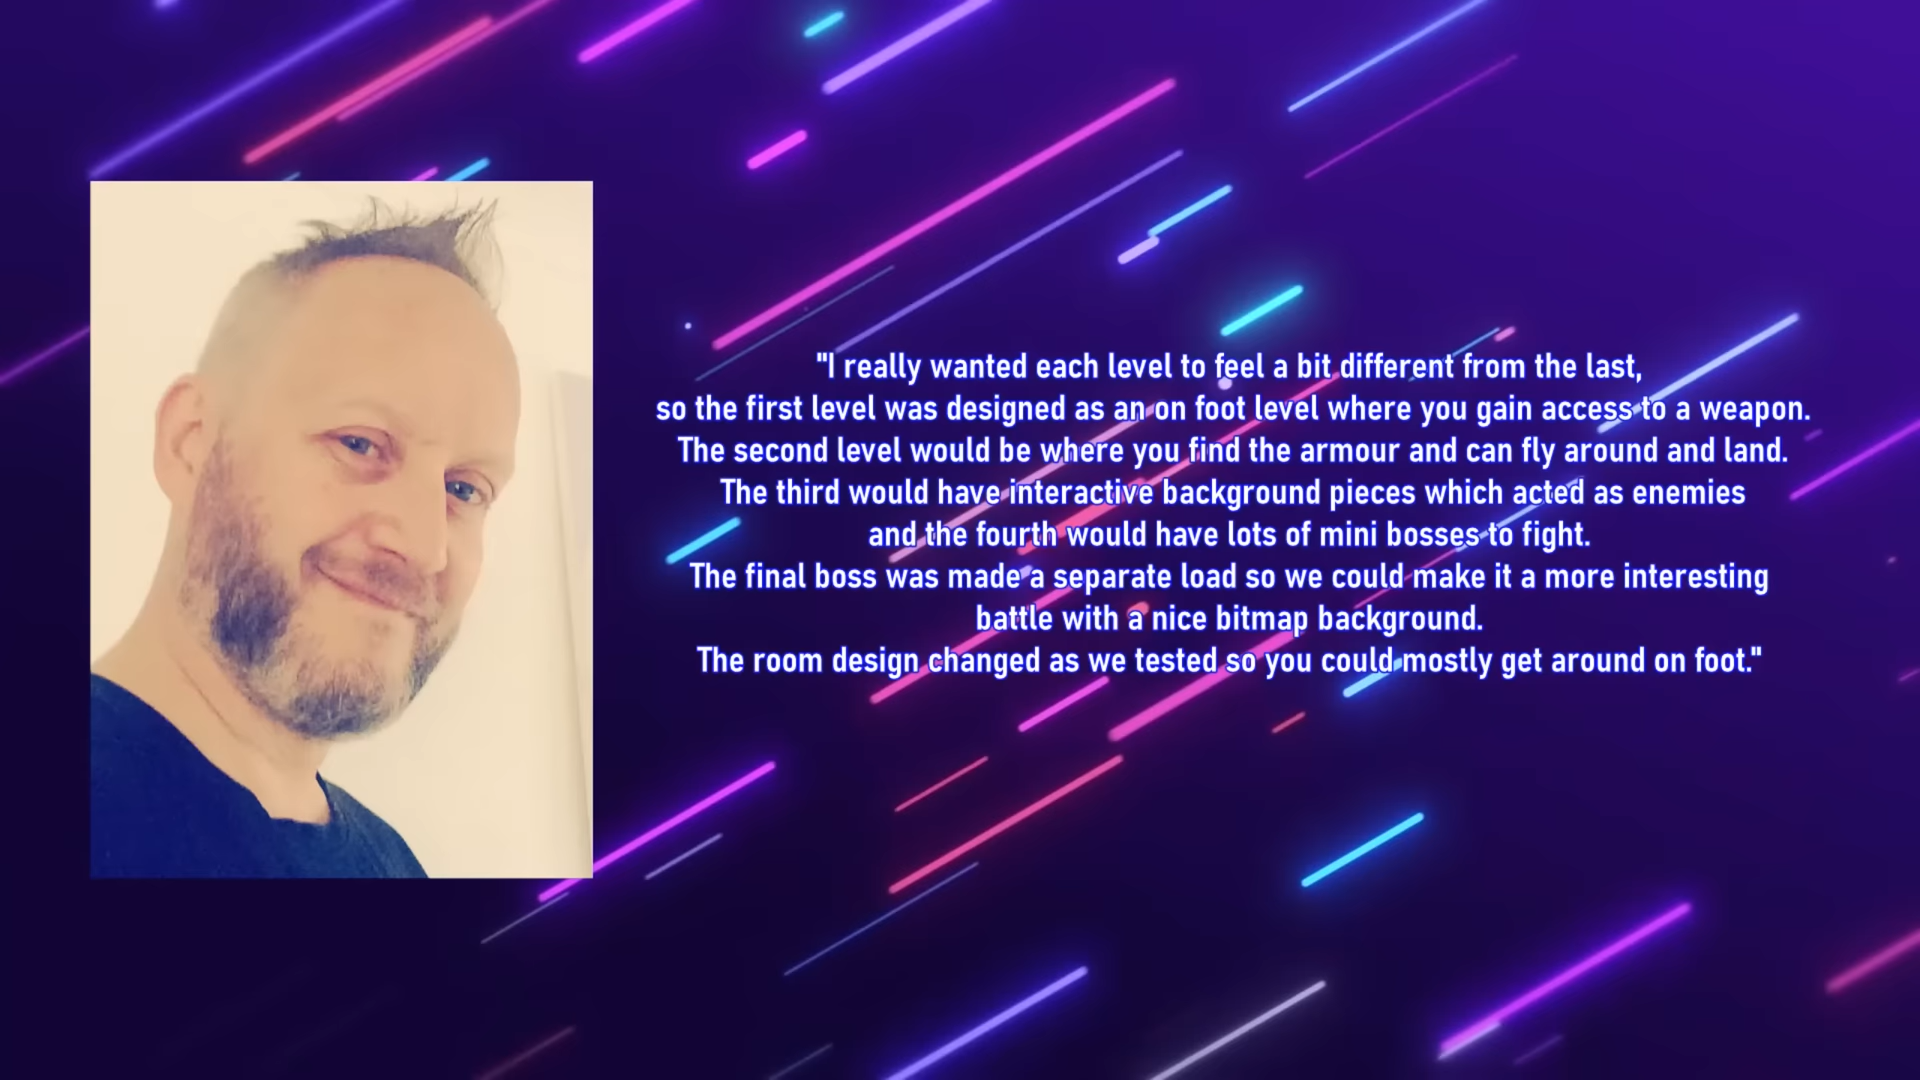 "I really wanted each level to feel a bit different from the last,
so the first level was designed as an on foot level where you gain access to a weapon.
The second level would be where you find the armour and can fly around and land.
The third would have interactive background pieces which acted as enemies
and the fourth would have lots of mini bosses to fight.
The final boss was made a separate load so we could make it a more interesting
battle with a nice bitmap background.
The room design changed as we tested so you could mostly get around on foot."